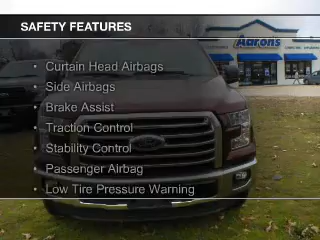 SAFETY FEATURES
Aarons
• Curtain Head Airbags
• Side Airbags
• Brake Assist
• Traction Control
• Stability Control
• Passenger Airbag
• Low Tire Pressure Warning
Ford